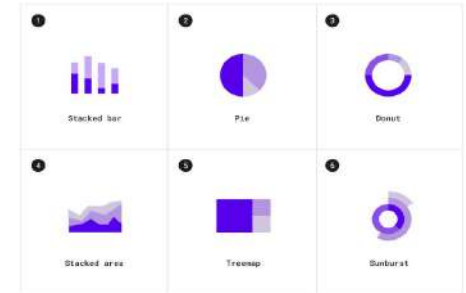 1
2
3
Stacked bar
Pie
Donut
4
5
6
Stacked area
Treemap
Sunburst